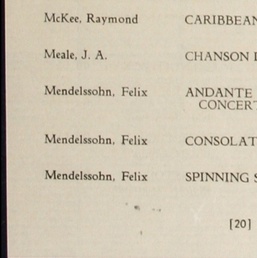 McKee, Raymond CARIBBEAN
Meale, J. A. CHANSON
Mendelssohn, Felix ANDANTE
CONCERT
Mendelssohn, Felix CONSOLAT
Mendelssohn, Felix SPINNING S
[20]